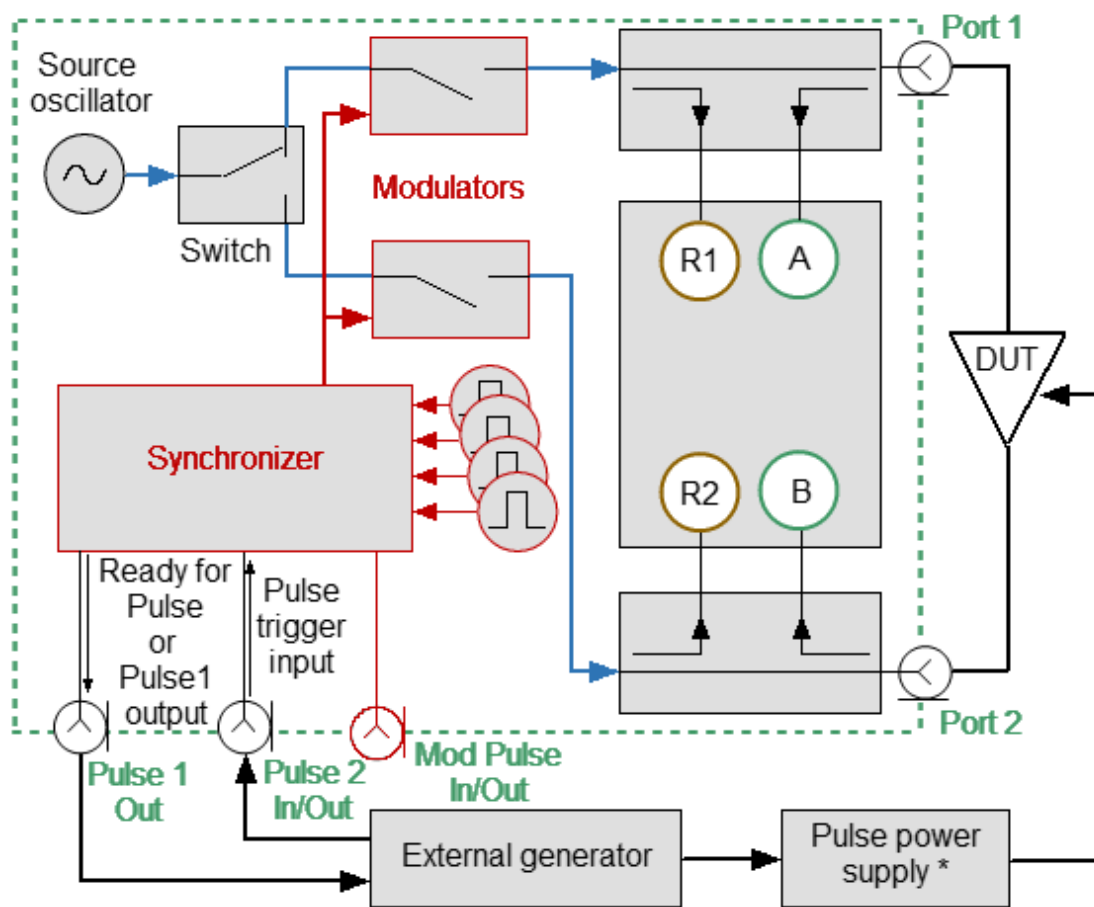 Port 1
Source
oscillator
Switch
Modulators
R1
A
DUT
Synchronizer
R2
B
Ready for
Pulse
or
Pulse1
output
Pulse
trigger
input
Pulse 1
Out
Pulse 2
In/Out
Mod Pulse
In/Out
Port 2
External generator
Pulse power
supply *